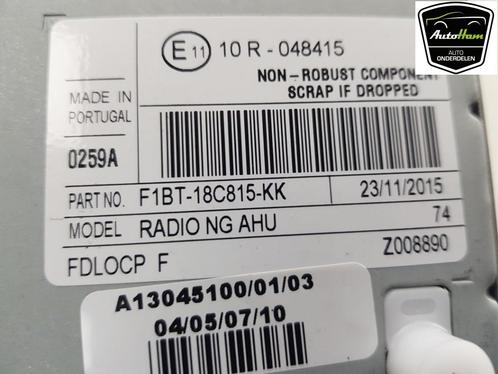 AutoHam
AUTO
ONDERDELEN
E 11 10 R - 048415
NON - ROBUST COMPONENT
SCRAP IF DROPPED
MADE IN
PORTUGAL
0259A
PART NO. F1BT-18C815-KK 23/11/2015
MODEL RADIO NG AHU 74
FDLOCP F Z008890
A13045100/01/03
04/05/07/10